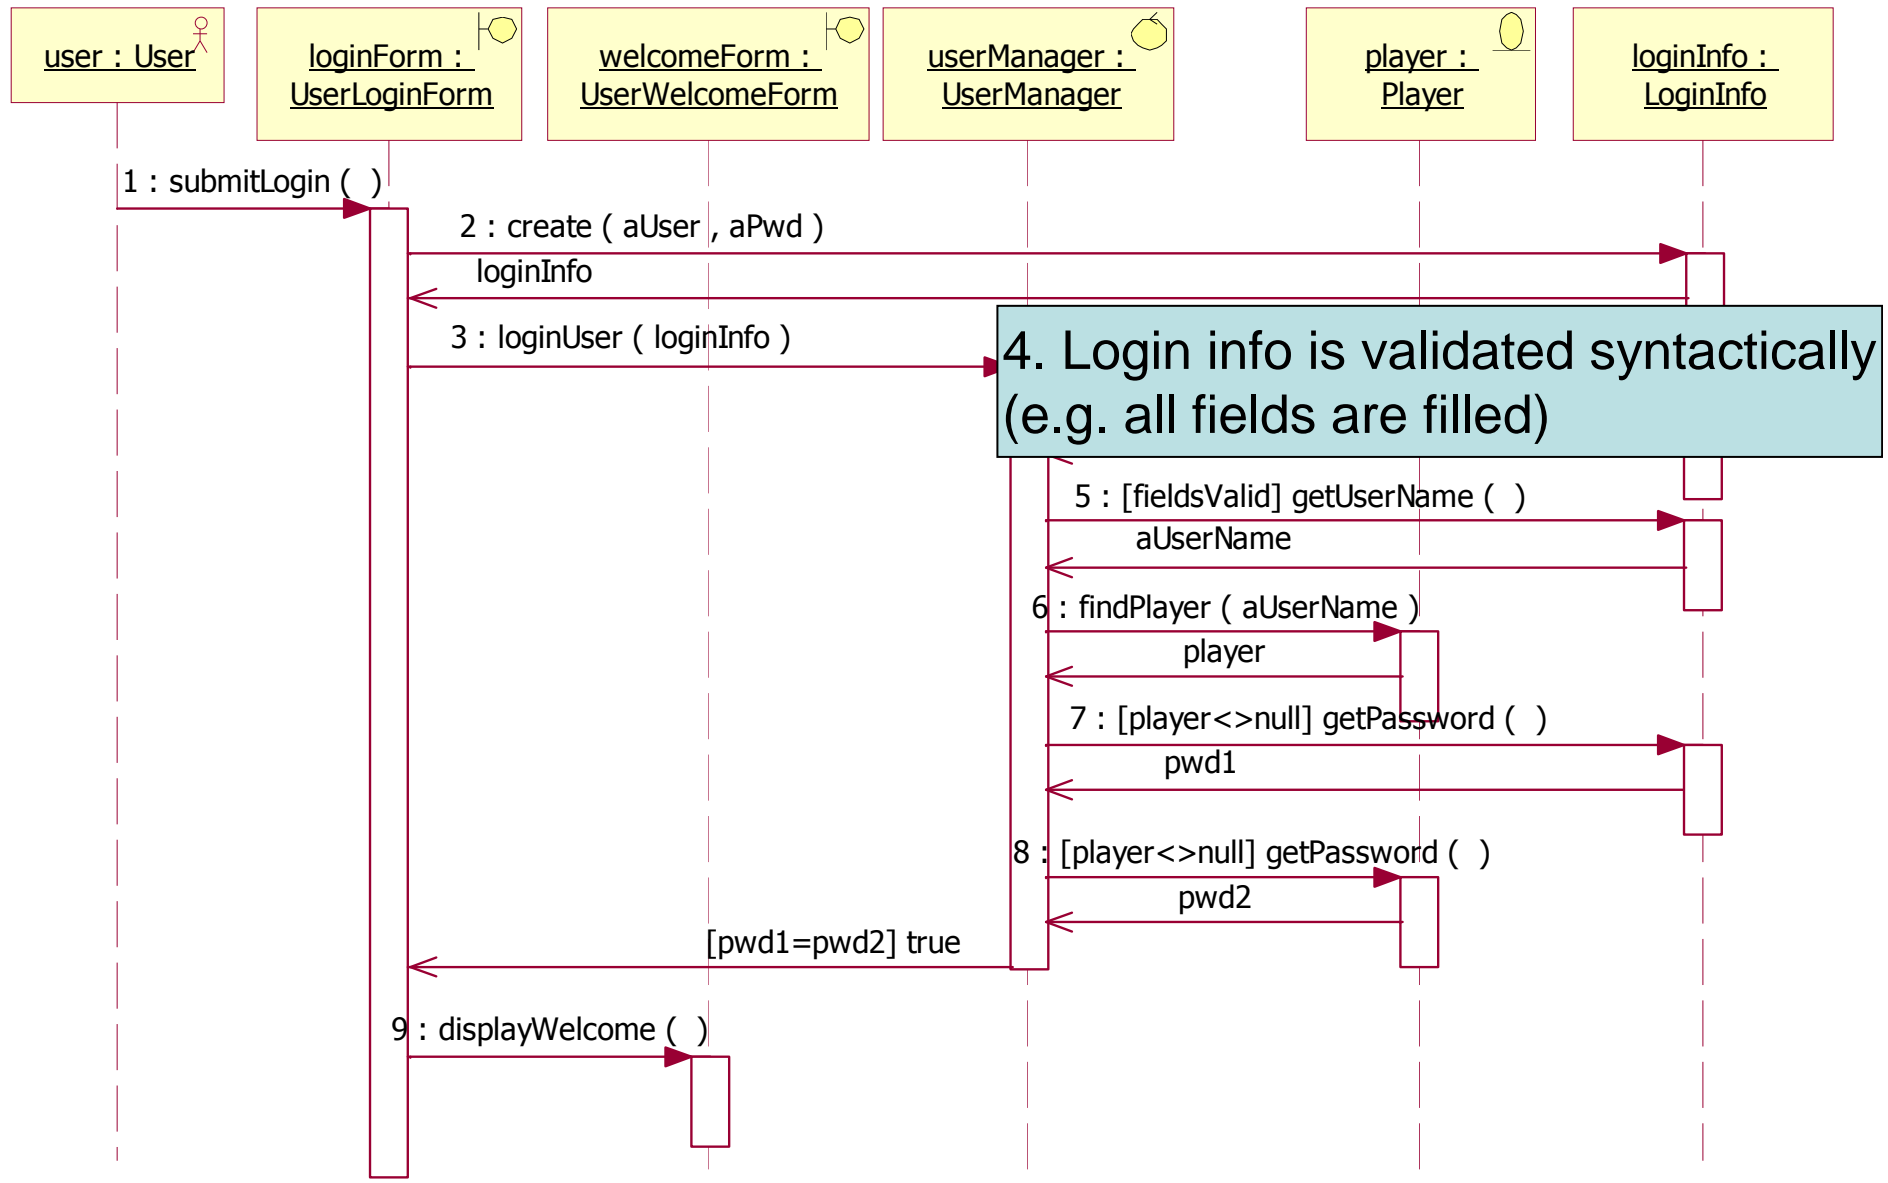 user : User
loginForm :
UserLoginForm
welcomeForm :
UserWelcomeForm
userManager :
UserManager
player :
Player
loginInfo :
LoginInfo
1 : submitLogin (  )
2 : create ( aUser , aPwd )
loginInfo
3 : loginUser ( loginInfo )
4. Login info is validated syntactically
(e.g. all fields are filled)
5 : [fieldsValid] getUserName (  )
aUserName
6 : findPlayer ( aUserName )
player
7 : [player<>null] getPassword (  )
pwd1
8 : [player<>null] getPassword (  )
pwd2
[pwd1=pwd2] true
9 : displayWelcome (  )